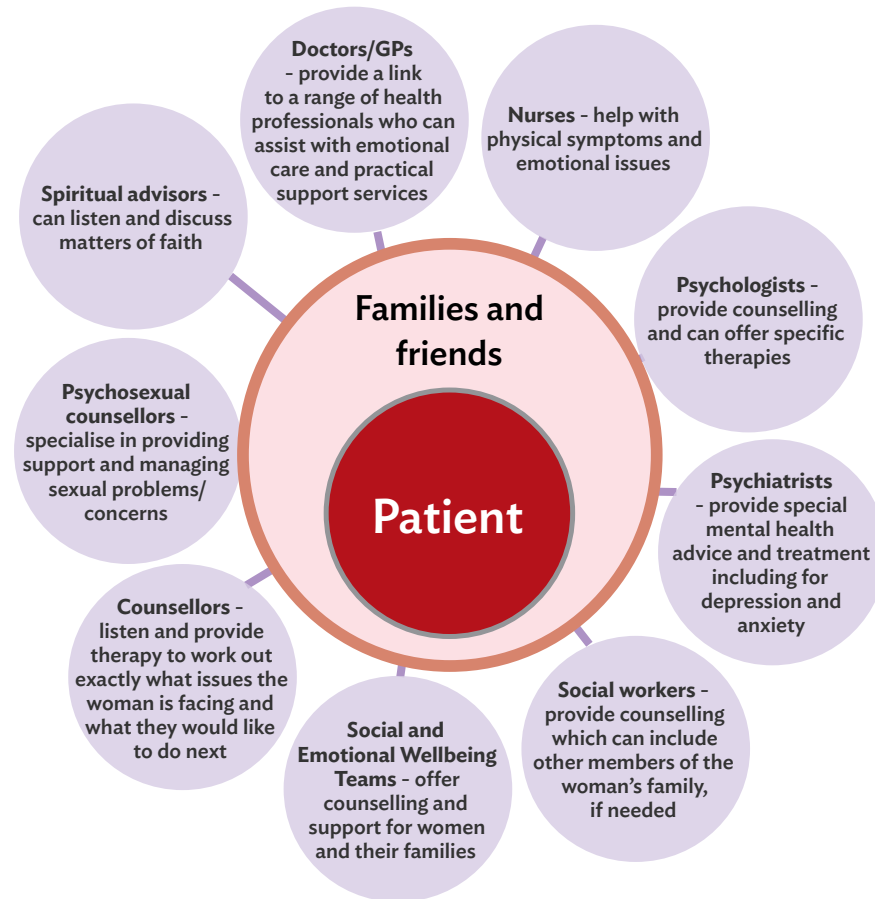 Doctors/GPs
- provide a link
to a range of health
professionals who can
assist with emotional
care and practical
support services
Nurses - help with
physical symptoms and
emotional issues
Psychologists -
provide counselling
and can offer specific
therapies
Psychiatrists
- provide special
mental health
advice and treatment
including for
depression and
anxiety
Social workers -
provide counselling
which can include
other members of the
woman's family,
if needed
Social and
Emotional Wellbeing
Teams - offer
counselling and
support for women
and their families
Counsellors -
listen and provide
therapy to work out
exactly what issues the
woman is facing and
what they would like
to do next
Psychosexual
counsellors -
specialise in providing
support and managing
sexual problems/
concerns
Spiritual advisors -
can listen and discuss
matters of faith
Families and
friends
Patient